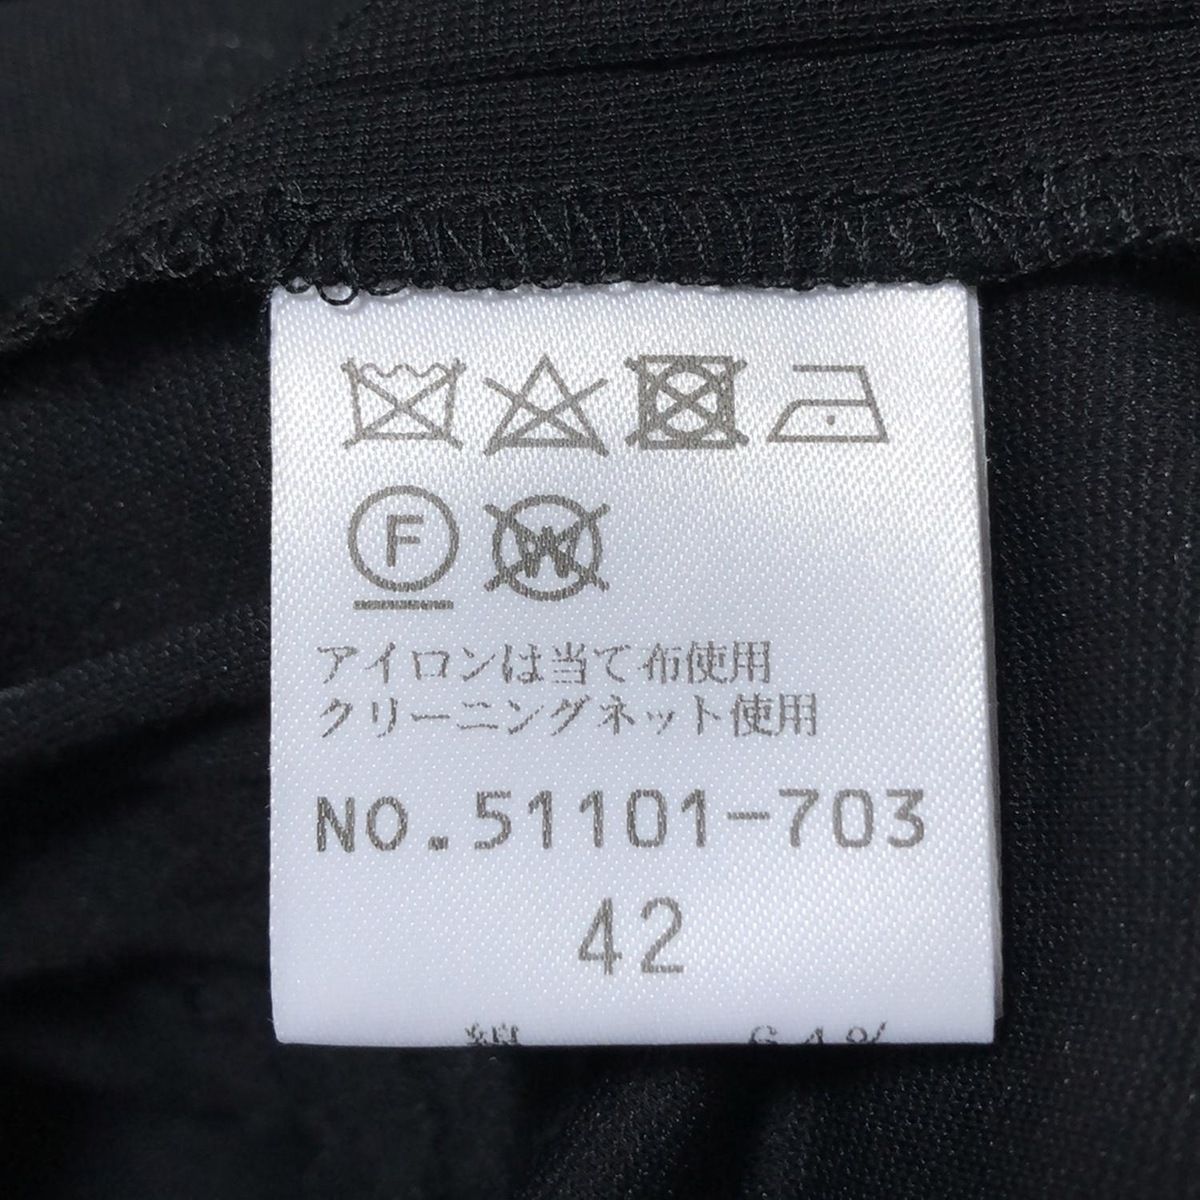 F W
アイロンは当て布使用
クリーニングネット使用
NO.51101-703
42